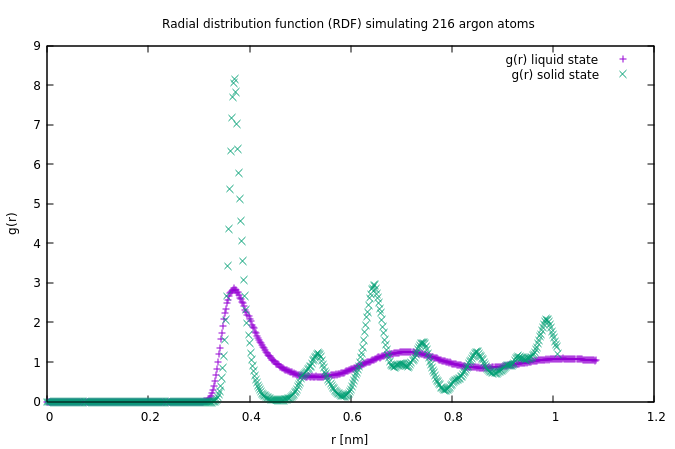 Radial distribution function (RDF) simulating 216 argon atoms
9
8
7
6
5
4
3
2
1
0
g(r)
g(r) liquid state
g(r) solid state
0 0.2 0.4 0.6 0.8 1 1.2
r [nm]